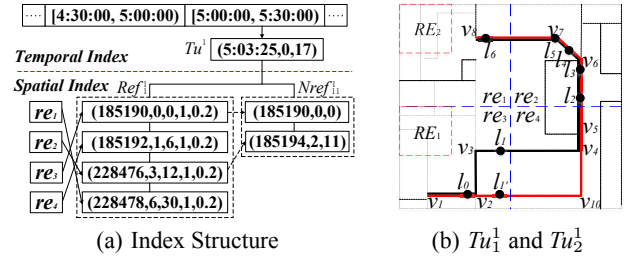 ···· [4:30:00, 5:00:00) [5:00:00, 5:30:00) ····
Temporal Index Tu¹ (5:03:25,0,17)
Spatial Index Ref¹₁ Nref¹₁₁
re₁ (185190,0,0,1,0.2) (185190,0,0)
re₂ (185192,1,6,1,0.2) (185194,2,11)
re₃ (228476,3,12,1,0.2)
re₄ (228478,6,30,1,0.2)
(a) Index Structure
RE₂ v₈ v₇
l₆ l₅ l₄ l₃ v₆
re₁ re₂ l₂
re₃ re₄
RE₁ v₅
v₃ l₁ v₄
l₀ l₁'
v₁ v₂ v₁₀
(b) Tu¹₁ and Tu¹₂